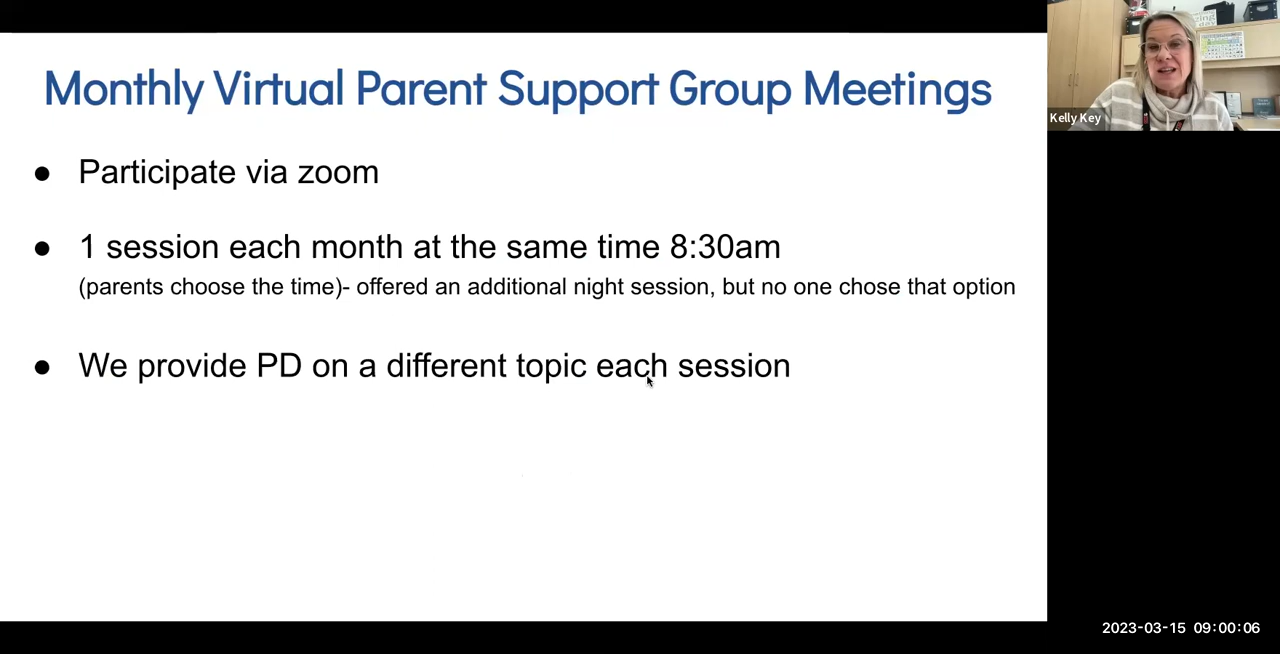 Monthly Virtual Parent Support Group Meetings
● Participate via zoom
● 1 session each month at the same time 8:30am
(parents choose the time)- offered an additional night session, but no one chose that option
● We provide PD on a different topic each session
Kelly Key
2023-03-15 09:00:06